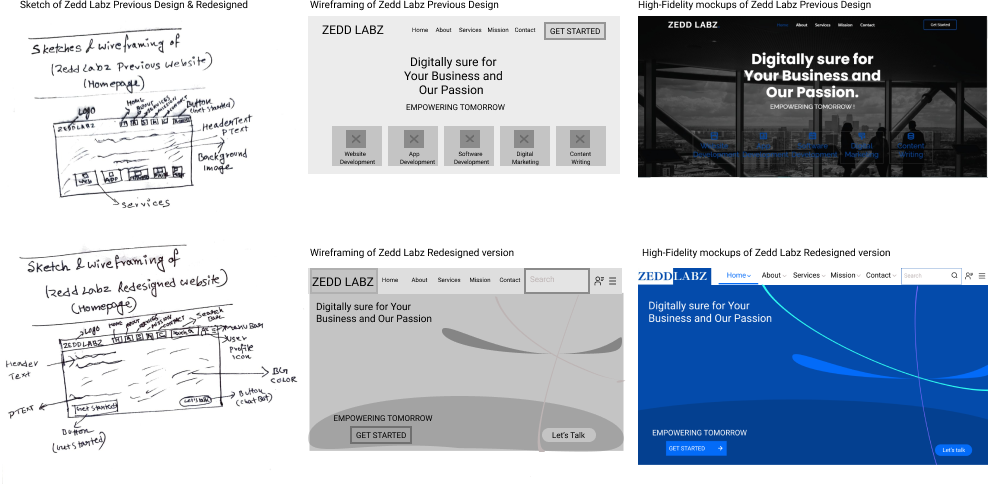 Sketch of Zedd Labz Previous Design & Redesigned
Sketches & wireframing of
(Zedd Labz Previous Website)
(Homepage)
Logo
HOME
ABOUT
SERVICES
MISSION
CONTACT
Button
(Get started)
ZEDD LABZ
Header Text
P Text
Background
Image
WEB
APP
Services
Wireframing of Zedd Labz Previous Design
ZEDD LABZ
Home About Services Mission Contact
GET STARTED
Digitally sure for
Your Business and
Our Passion
EMPOWERING TOMORROW
Website
Development
App
Development
Software
Development
Digital
Marketing
Content
Writing
High-Fidelity mockups of Zedd Labz Previous Design
ZEDD LABZ
Home About Services Mission Contact
Get Started
Digitally sure for
Your Business and
Our Passion.
EMPOWERING TOMORROW !
Digital
Marketing
Content
Writing
Sketch & wireframing of
(Zedd Labz Redesigned Website)
(Homepage)
Logo
HOME
ABOUT
SERVICES
MISSION
CONTACT
Search
Bar
ZEDD LABZ
Search
Menu Bar
User
profile
icon
Header
Text
BG
COLOR
P TEXT
Get Started
Let's talk
Button
(Chat Bot)
Button
(Get started)
Wireframing of Zedd Labz Redesigned version
ZEDD LABZ
Home About Services Mission Contact
Search
Digitally sure for Your
Business and Our Passion
EMPOWERING TOMORROW
GET STARTED
Let's Talk
High-Fidelity mockups of Zedd Labz Redesigned version
ZEDD LABZ
Home About Services Mission Contact
Search
Digitally sure for Your
Business and Our Passion
EMPOWERING TOMORROW
GET STARTED
Let's talk